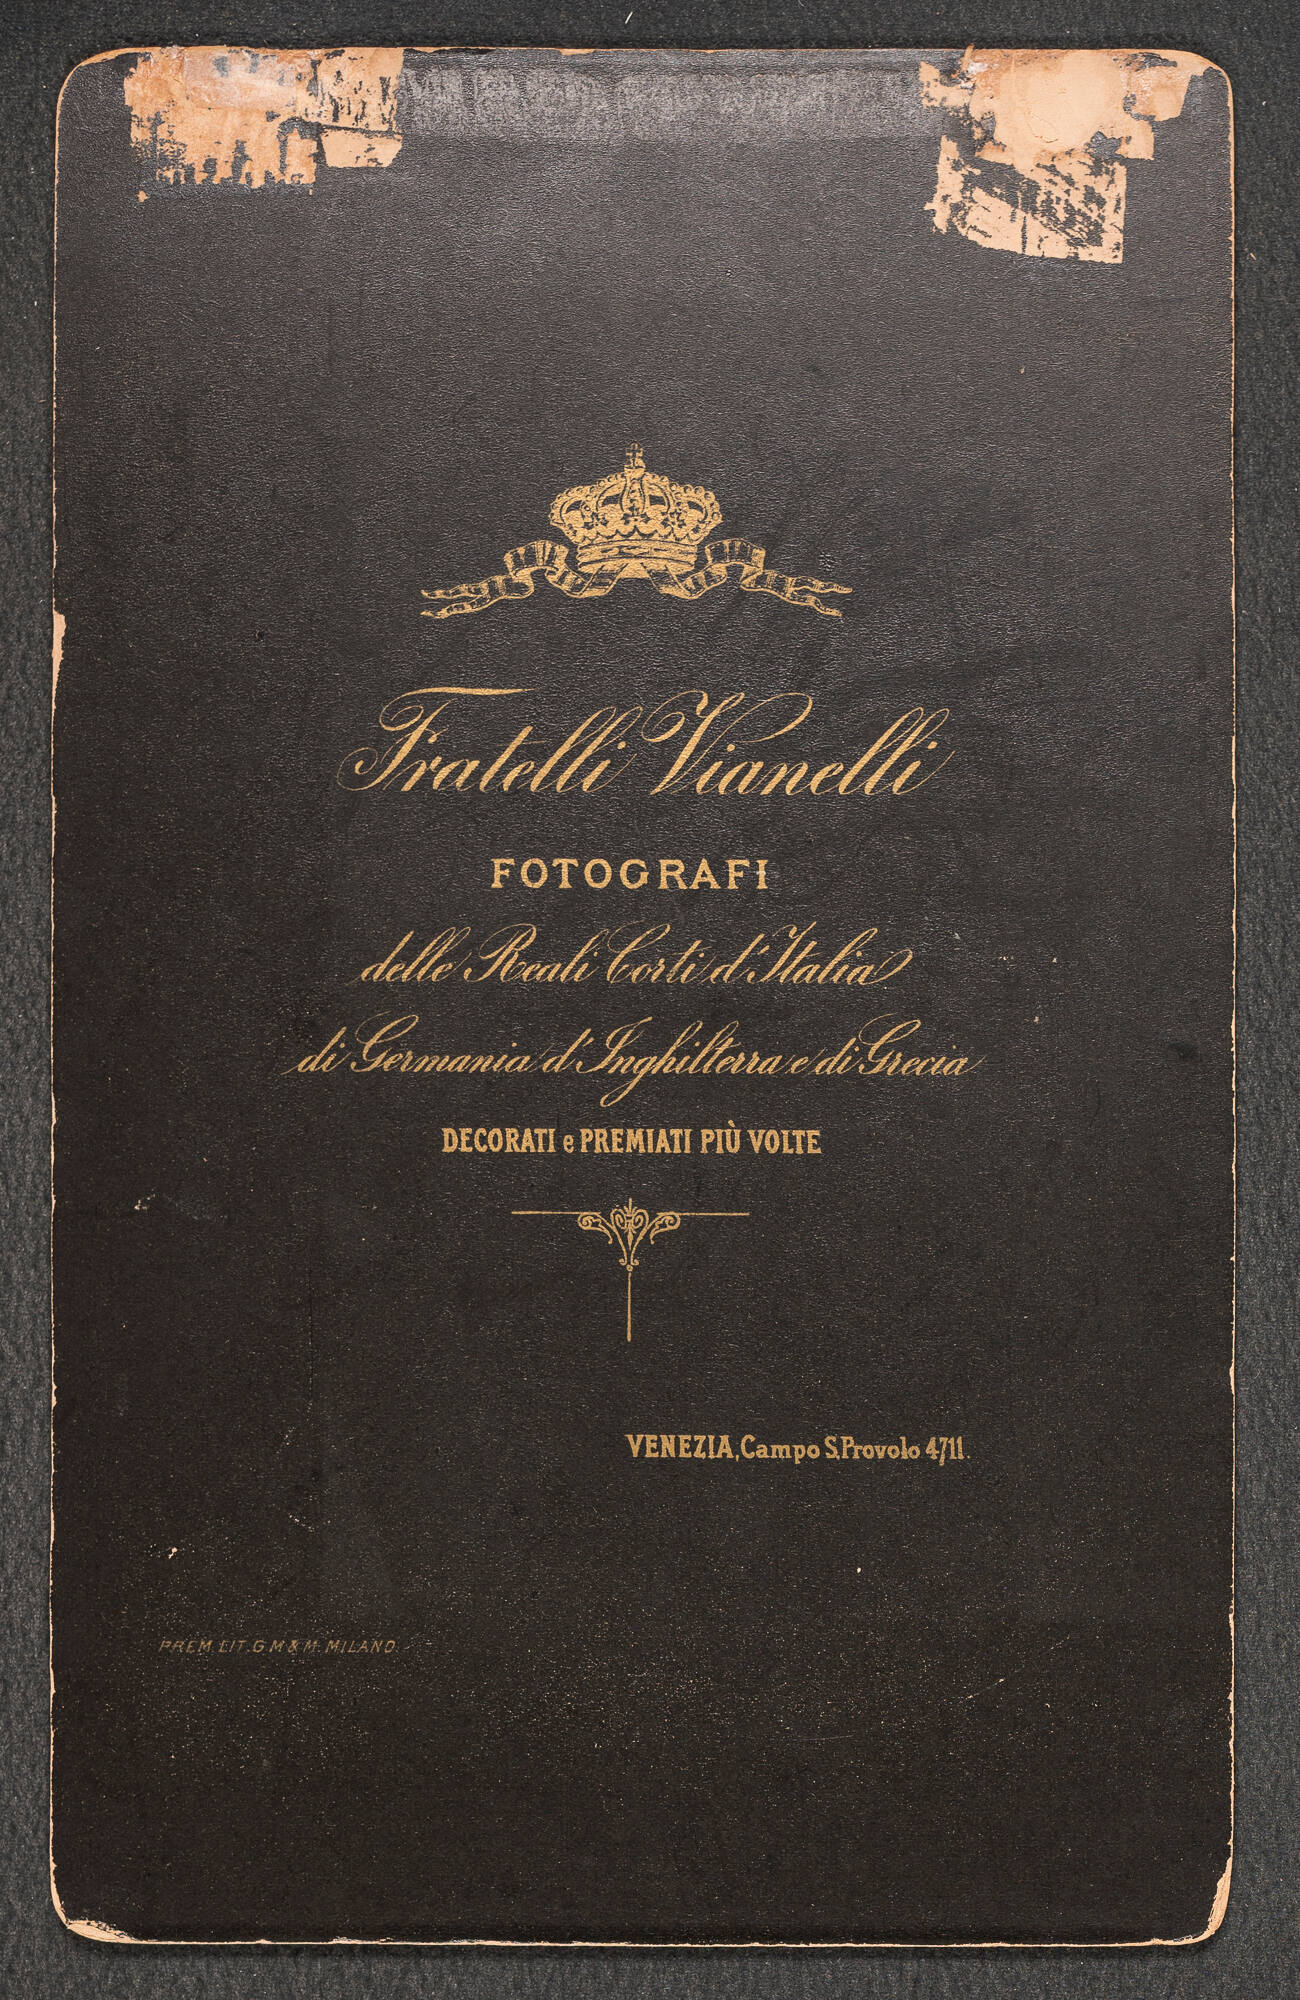 Fratelli Vianelli
FOTOGRAFI
delle Reali Corti d'Italia
di Germania d'Inghilterra e di Grecia
DECORATI e PREMIATI PIÙ VOLTE
VENEZIA, Campo S. Provolo 4711.
PREM. LIT. G M & M. MILANO.